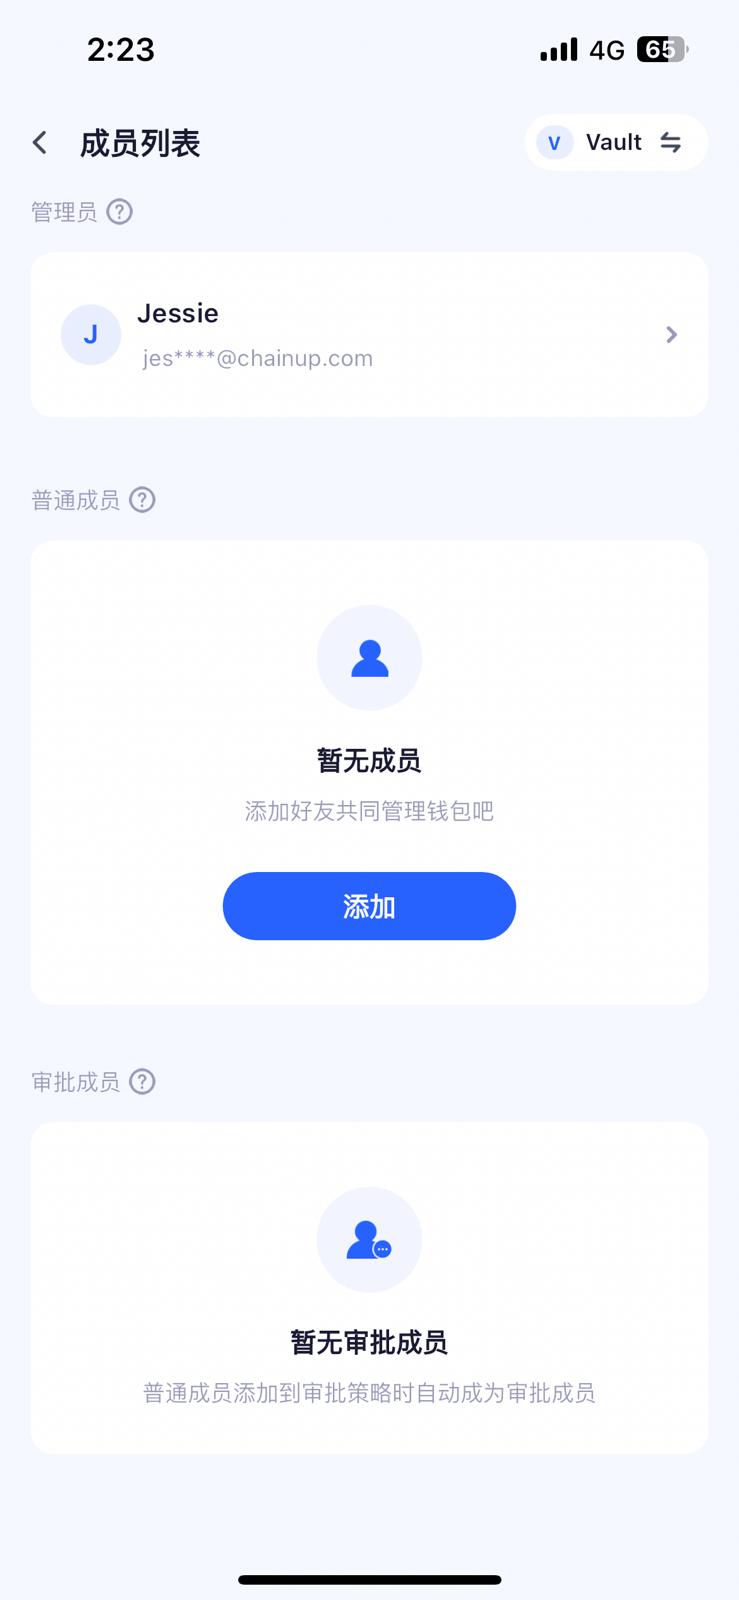 2:23
4G
65
成员列表
V
Vault
管理员 ?
J
Jessie
jes****@chainup.com
普通成员 ?
暂无成员
添加好友共同管理钱包吧
添加
审批成员 ?
暂无审批成员
普通成员添加到审批策略时自动成为审批成员